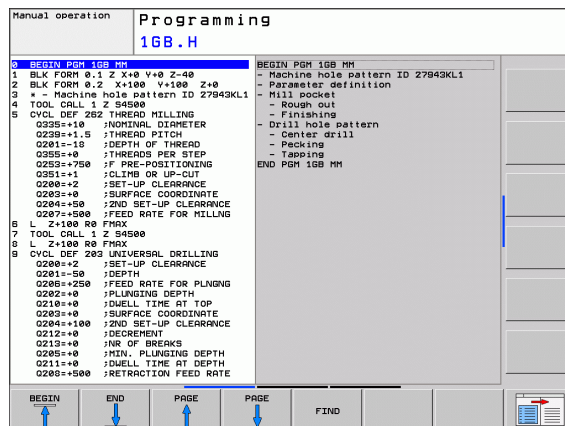 Manual operation
Programming
1GB.H
0 BEGIN PGM 1GB MM
1 BLK FORM 0.1 Z X+0 Y+0 Z-40
2 BLK FORM 0.2 X+100 Y+100 Z+0
3 * - Machine hole pattern ID 27943KL1
4 TOOL CALL 1 Z S4500
5 CYCL DEF 262 THREAD MILLING
Q335=+10 ;NOMINAL DIAMETER
Q239=+1.5 ;THREAD PITCH
Q201=-18 ;DEPTH OF THREAD
Q355=+0 ;THREADS PER STEP
Q253=+750 ;F PRE-POSITIONING
Q351=+1 ;CLIMB OR UP-CUT
Q200=+2 ;SET-UP CLEARANCE
Q203=+0 ;SURFACE COORDINATE
Q204=+50 ;2ND SET-UP CLEARANCE
Q207=+500 ;FEED RATE FOR MILLNG
6 L Z+100 R0 FMAX
7 TOOL CALL 1 Z S4500
8 L Z+100 R0 FMAX
9 CYCL DEF 203 UNIVERSAL DRILLING
Q200=+2 ;SET-UP CLEARANCE
Q201=-50 ;DEPTH
Q206=+250 ;FEED RATE FOR PLNGNG
Q202=+0 ;PLUNGING DEPTH
Q210=+0 ;DWELL TIME AT TOP
Q203=+0 ;SURFACE COORDINATE
Q204=+100 ;2ND SET-UP CLEARANCE
Q212=+0 ;DECREMENT
Q213=+0 ;NR OF BREAKS
Q205=+0 ;MIN. PLUNGING DEPTH
Q211=+0 ;DWELL TIME AT DEPTH
Q208=+500 ;RETRACTION FEED RATE
BEGIN PGM 1GB MM
- Machine hole pattern ID 27943KL1
- Parameter definition
- Mill pocket
- Rough out
- Finishing
- Drill hole pattern
- Center drill
- Pecking
- Tapping
END PGM 1GB MM
BEGIN
END
PAGE
PAGE
FIND